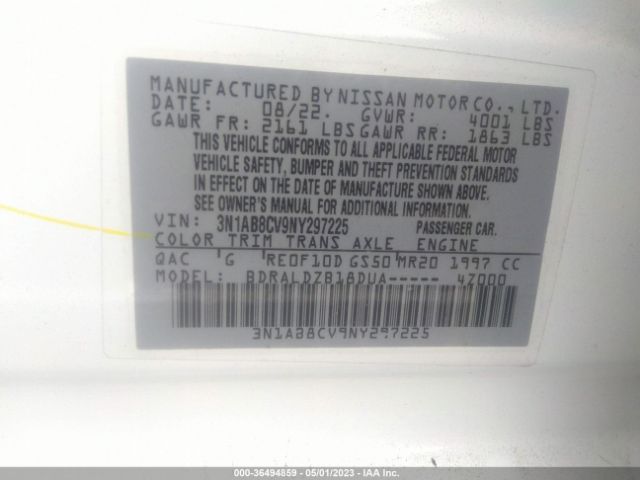 MANUFACTURED BY NISSAN MOTOR CO., LTD.
DATE: 08/22. GVWR: 4001 LBS
GAWR FR: 2161 LBS GAWR RR: 1863 LBS
THIS VEHICLE CONFORMS TO ALL APPLICABLE FEDERAL MOTOR
VEHICLE SAFETY, BUMPER AND THEFT PREVENTION STANDARDS
IN EFFECT ON THE DATE OF MANUFACTURE SHOWN ABOVE.
SEE OWNER'S MANUAL FOR ADDITIONAL INFORMATION.
VIN: 3N1AB8CV9NY297225 PASSENGER CAR.
COLOR TRIM TRANS AXLE ENGINE
QAC G RE0F10D GS50 MR20 1997 CC
MODEL: BDRALDZB18DUA----- 47000
3N1AB8CV9NY297225
000-36494859 - 05/01/2023 - IAA Inc.